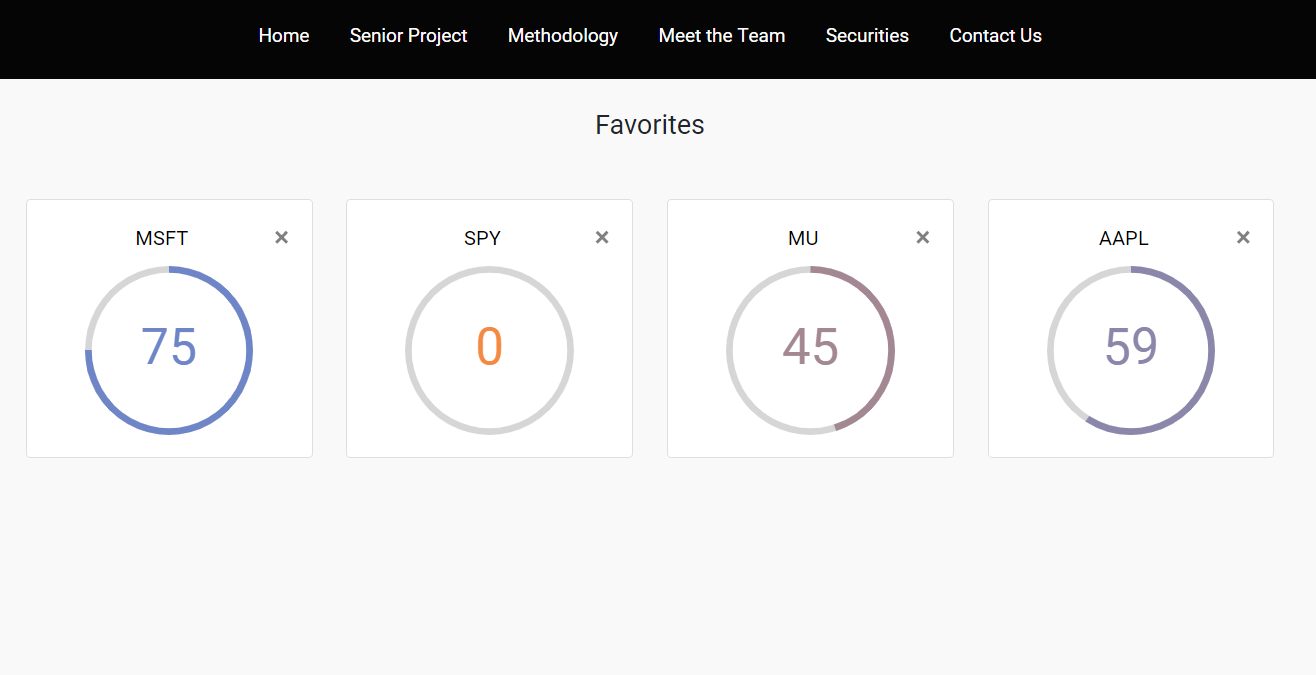 Home Senior Project Methodology Meet the Team Securities Contact Us
Favorites
MSFT × SPY × MU × AAPL ×
75 0 45 59